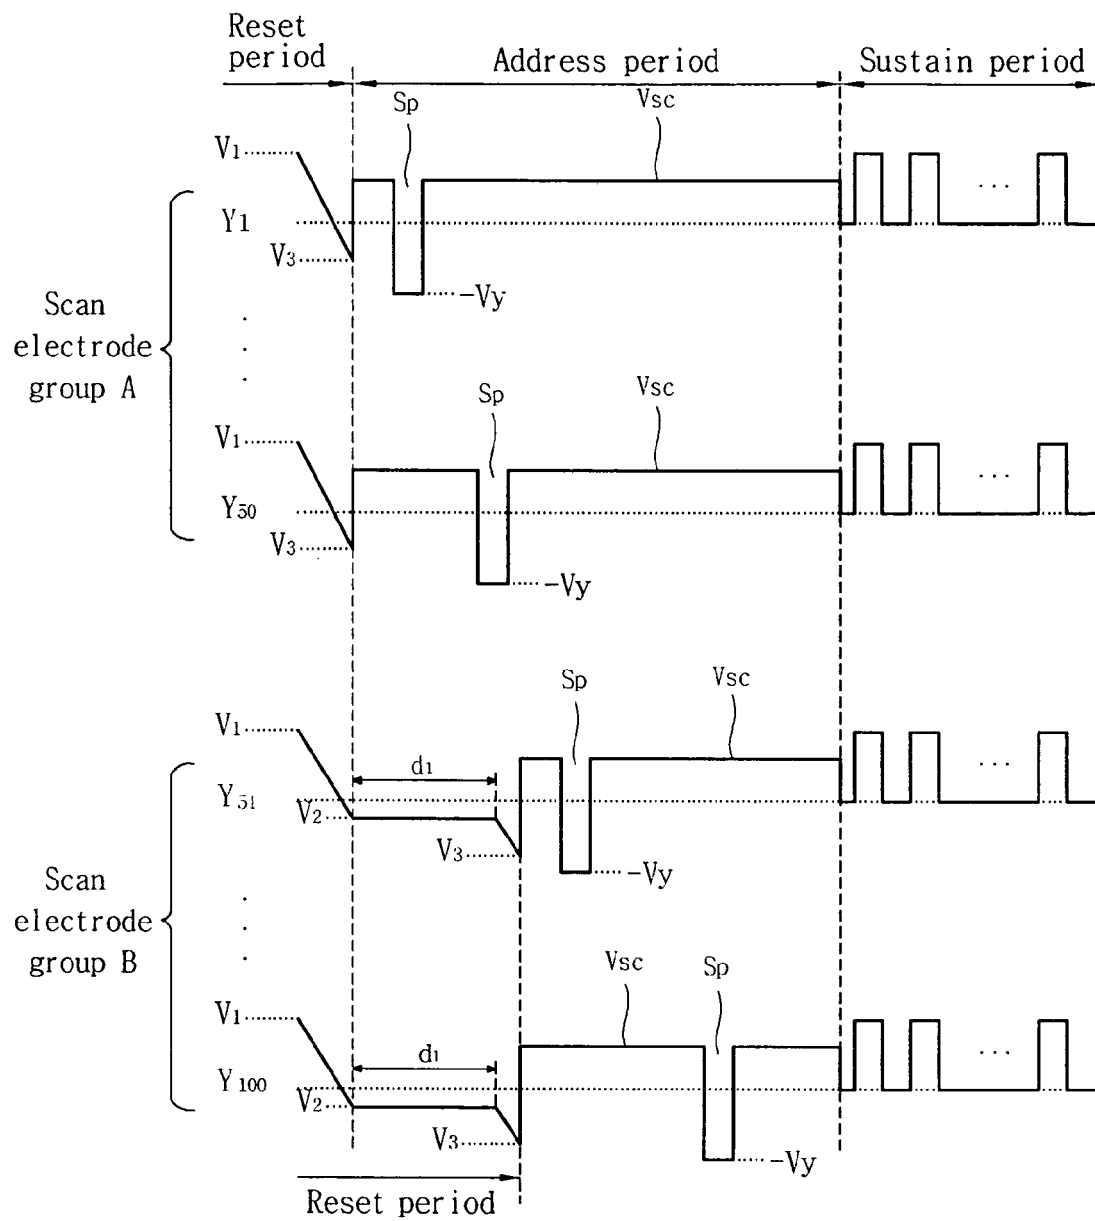 Reset period
Address period
Sustain period
Sp
Vsc
V1
Y1
V3
-Vy
Scan electrode group A
Sp
Vsc
V1
Y50
V3
-Vy
Sp
Vsc
V1
d1
Y51
V2
V3
-Vy
Scan electrode group B
Vsc
Sp
V1
d1
Y100
V2
V3
-Vy
Reset period